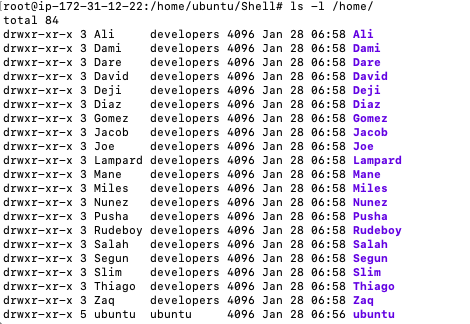 [root@ip-172-31-12-22:/home/ubuntu/Shell# ls -l /home/
total 84
drwxr-xr-x 3 Ali     developers 4096 Jan 28 06:58 Ali
drwxr-xr-x 3 Dami    developers 4096 Jan 28 06:58 Dami
drwxr-xr-x 3 Dare    developers 4096 Jan 28 06:58 Dare
drwxr-xr-x 3 David   developers 4096 Jan 28 06:58 David
drwxr-xr-x 3 Deji    developers 4096 Jan 28 06:58 Deji
drwxr-xr-x 3 Diaz    developers 4096 Jan 28 06:58 Diaz
drwxr-xr-x 3 Gomez   developers 4096 Jan 28 06:58 Gomez
drwxr-xr-x 3 Jacob   developers 4096 Jan 28 06:58 Jacob
drwxr-xr-x 3 Joe     developers 4096 Jan 28 06:58 Joe
drwxr-xr-x 3 Lampard developers 4096 Jan 28 06:58 Lampard
drwxr-xr-x 3 Mane    developers 4096 Jan 28 06:58 Mane
drwxr-xr-x 3 Miles   developers 4096 Jan 28 06:58 Miles
drwxr-xr-x 3 Nunez   developers 4096 Jan 28 06:58 Nunez
drwxr-xr-x 3 Pusha   developers 4096 Jan 28 06:58 Pusha
drwxr-xr-x 3 Rudeboy developers 4096 Jan 28 06:58 Rudeboy
drwxr-xr-x 3 Salah   developers 4096 Jan 28 06:58 Salah
drwxr-xr-x 3 Segun   developers 4096 Jan 28 06:58 Segun
drwxr-xr-x 3 Slim    developers 4096 Jan 28 06:58 Slim
drwxr-xr-x 3 Thiago  developers 4096 Jan 28 06:58 Thiago
drwxr-xr-x 3 Zaq     developers 4096 Jan 28 06:58 Zaq
drwxr-xr-x 5 ubuntu  ubuntu     4096 Jan 28 06:56 ubuntu